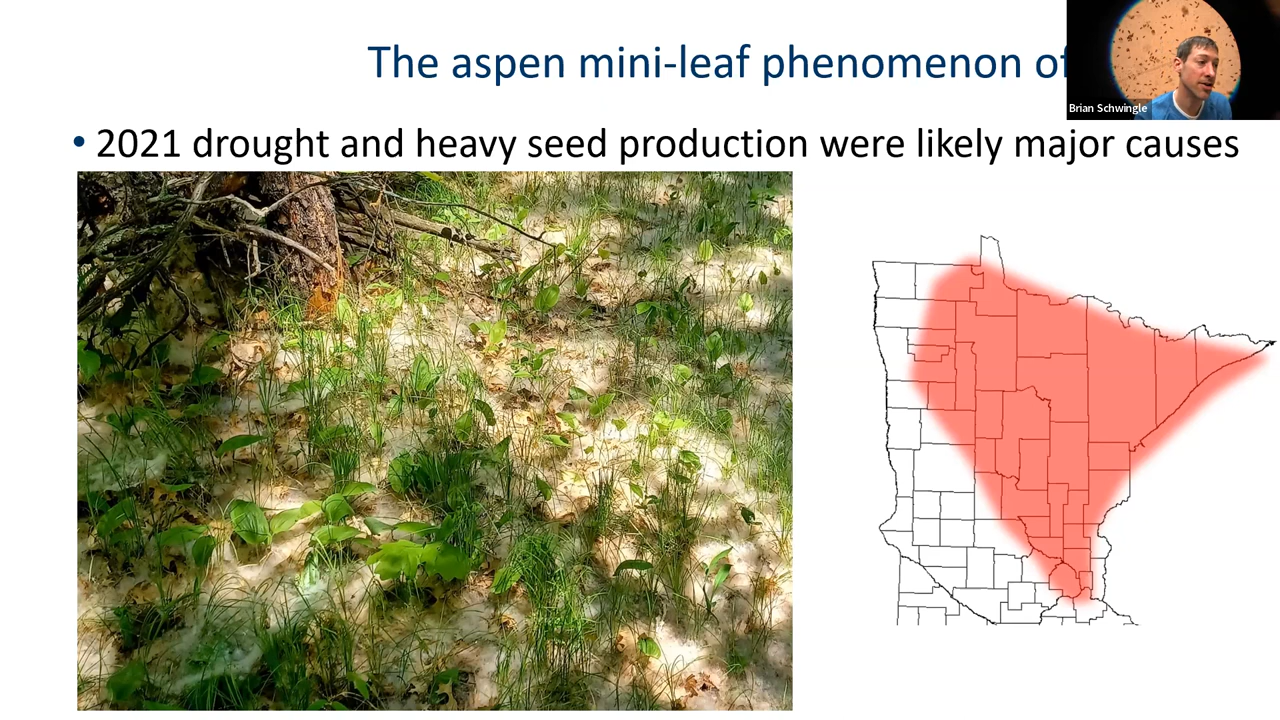 The aspen mini-leaf phenomenon of
Brian Schwingle
• 2021 drought and heavy seed production were likely major causes